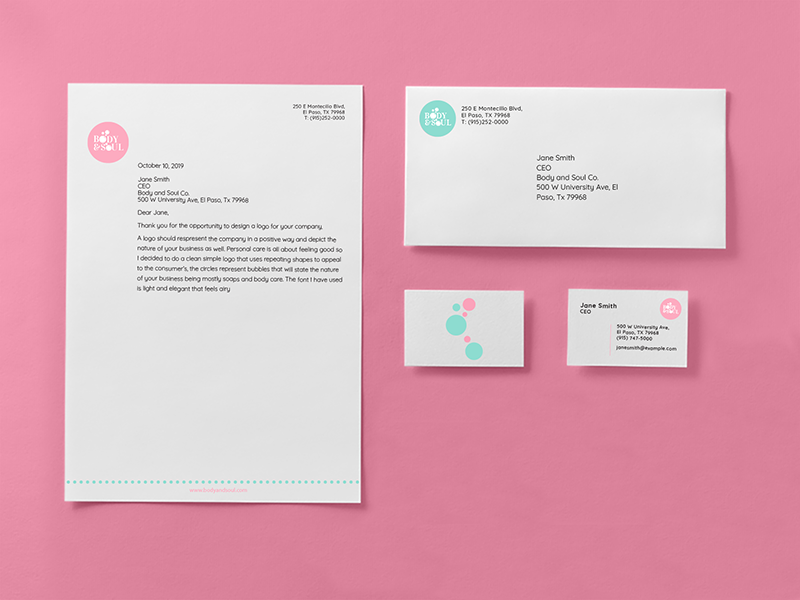 250 E Montecillo Blvd,
El Paso, TX 79968
T: (915)252-0000
BODY
& SOUL
October 10, 2019
Jane Smith
CEO
Body and Soul Co.
500 W University Ave, El Paso, Tx 79968
Dear Jane,
Thank you for the opportunity to design a logo for your company.
A logo should respresent the company in a positive way and depict the
nature of your business as well. Personal care is all about feeling good so
I decided to do a clean simple logo that uses repeating shapes to appeal
to the consumer's, the circles represent bubbles that will state the nature
of your business being mostly soaps and body care. The font I have used
is light and elegant that feels airy
www.bodyandsoul.com
BODY
& SOUL
250 E Montecillo Blvd,
El Paso, TX 79968
T: (915)252-0000
Jane Smith
CEO
Body and Soul Co.
500 W University Ave, El
Paso, Tx 79968
Jane Smith
CEO
BODY
& SOUL
500 W University Ave,
El Paso, TX 79968
(915) 747-5000
janesmith@example.com